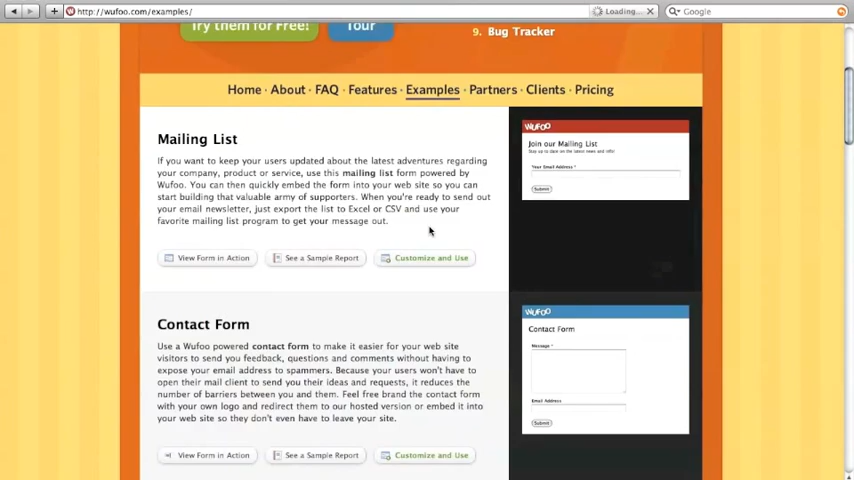 http://wufoo.com/examples/
Loading...
Google
Try them for Free!
Tour
9. Bug Tracker
Home · About · FAQ · Features · Examples · Partners · Clients · Pricing
Mailing List
If you want to keep your users updated about the latest adventures regarding
your company, product or service, use this mailing list form powered by
Wufoo. You can then quickly embed the form into your web site so you can
start building that valuable army of supporters. When you're ready to send out
your email newsletter, just export the list to Excel or CSV and use your
favorite mailing list program to get your message out.
View Form in Action
See a Sample Report
Customize and Use
WUFOO
Join our Mailing List
Stay up to date on the latest news and info!
Your Email Address *
Submit
Contact Form
Use a Wufoo powered contact form to make it easier for your web site
visitors to send you feedback, questions and comments without having to
expose your email address to spammers. Because your users won't have to
open their mail client to send you their ideas and requests, it reduces the
number of barriers between you and them. Feel free brand the contact form
with your own logo and redirect them to our hosted version or embed it into
your web site so they don't even have to leave your site.
View Form in Action
See a Sample Report
Customize and Use
WUFOO
Contact Form
Message *
Email Address
Submit